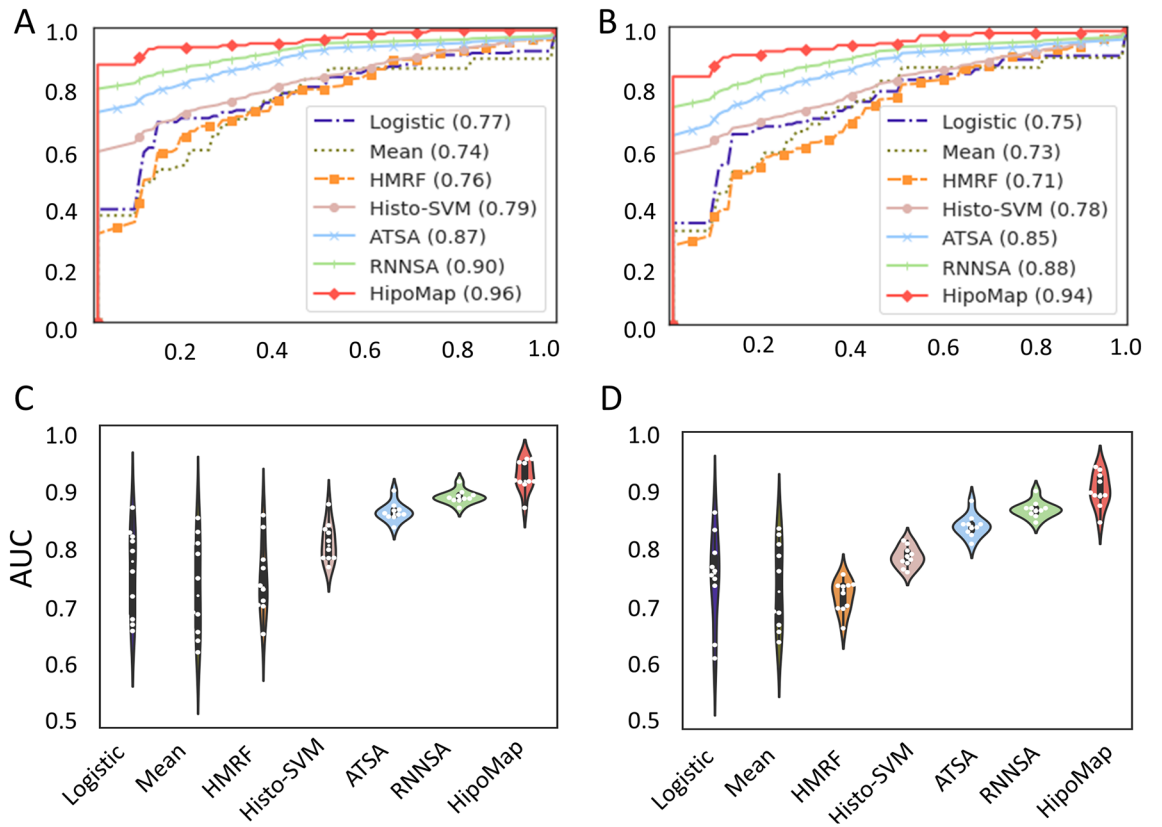 A
1.0
0.8
0.6
0.4
0.2
0.0
Logistic (0.77)
Mean (0.74)
HMRF (0.76)
Histo-SVM (0.79)
ATSA (0.87)
RNNSA (0.90)
HipoMap (0.96)
0.2 0.4 0.6 0.8 1.0
B
1.0
0.8
0.6
0.4
0.2
0.0
Logistic (0.75)
Mean (0.73)
HMRF (0.71)
Histo-SVM (0.78)
ATSA (0.85)
RNNSA (0.88)
HipoMap (0.94)
0.2 0.4 0.6 0.8 1.0
C
AUC
1.0
0.9
0.8
0.7
0.6
0.5
Logistic
Mean
HMRF
Histo-SVM
ATSA
RNNSA
HipoMap
D
1.0
0.9
0.8
0.7
0.6
0.5
Logistic
Mean
HMRF
Histo-SVM
ATSA
RNNSA
HipoMap